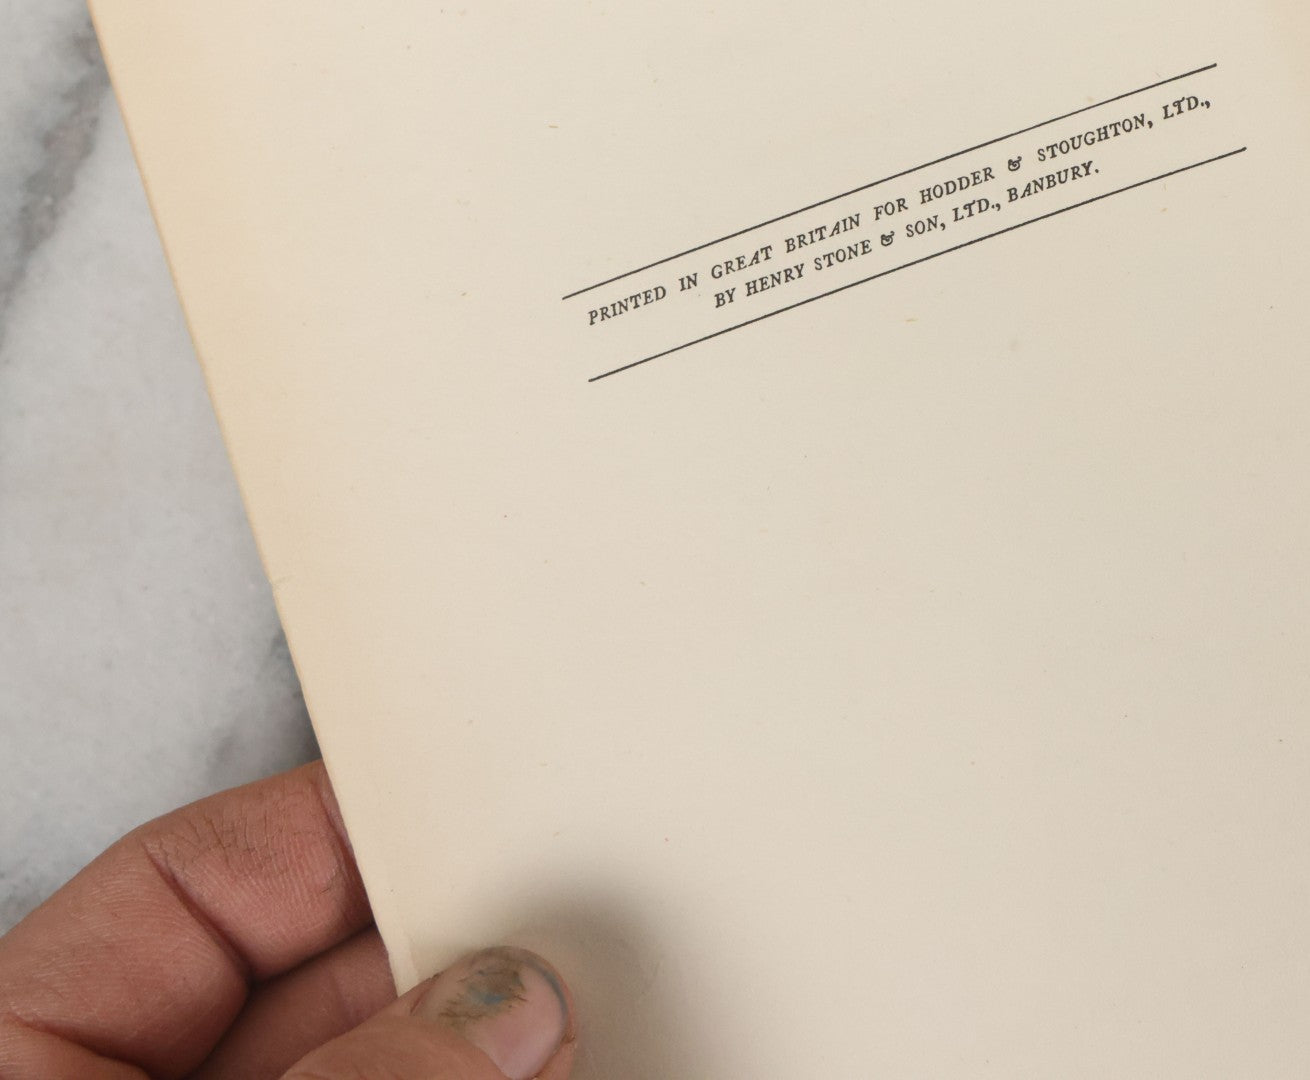 PRINTED IN GREAT BRITAIN FOR HODDER & STOUGHTON, LTD.,
BY HENRY STONE & SON, LTD., BANBURY.